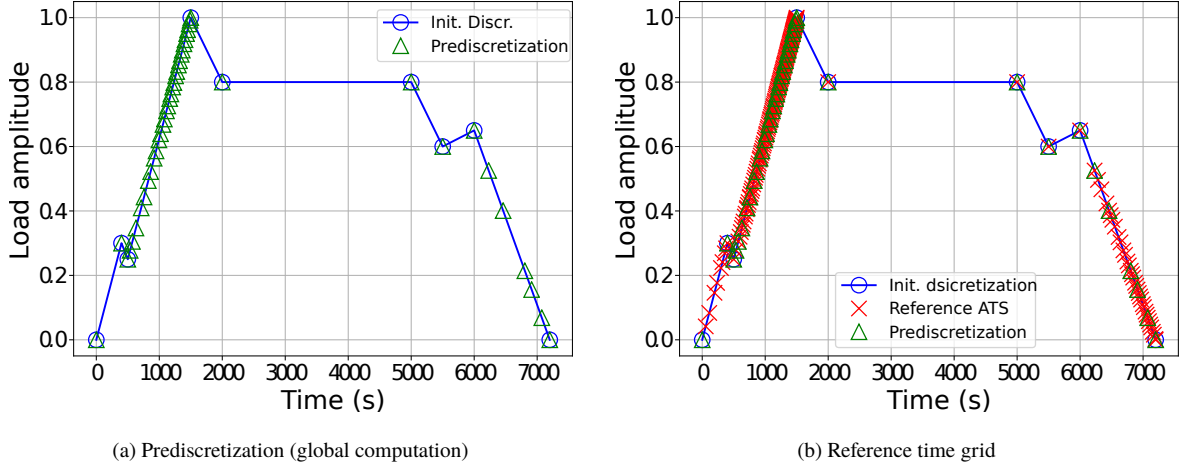 1.0
0.8
0.6
0.4
0.2
0.0
Load amplitude
Init. Discr.
Prediscretization
0 1000 2000 3000 4000 5000 6000 7000
Time (s)
(a) Prediscretization (global computation)
1.0
0.8
0.6
0.4
0.2
0.0
Load amplitude
Init. dsicretization
Reference ATS
Prediscretization
0 1000 2000 3000 4000 5000 6000 7000
Time (s)
(b) Reference time grid